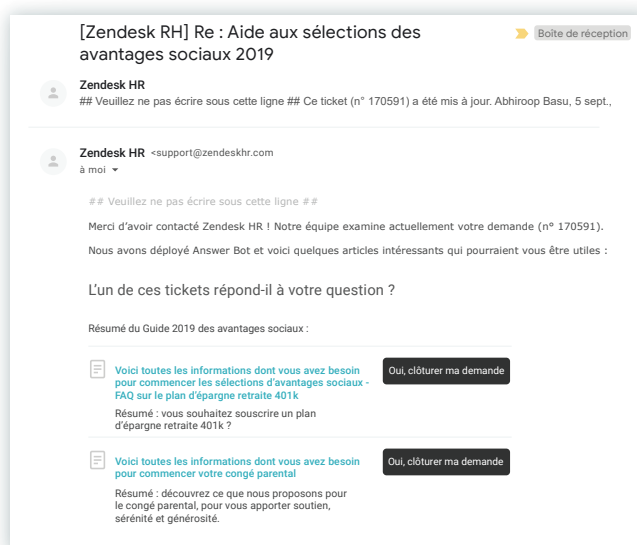 [Zendesk RH] Re : Aide aux sélections des
avantages sociaux 2019
Boîte de réception
Zendesk HR
## Veuillez ne pas écrire sous cette ligne ## Ce ticket (n° 170591) a été mis à jour. Abhiroop Basu, 5 sept.,
Zendesk HR <support@zendeskhr.com
à moi
## Veuillez ne pas écrire sous cette ligne ##
Merci d'avoir contacté Zendesk HR ! Notre équipe examine actuellement votre demande (n° 170591).
Nous avons déployé Answer Bot et voici quelques articles intéressants qui pourraient vous être utiles :
L'un de ces tickets répond-il à votre question ?
Résumé du Guide 2019 des avantages sociaux :
Voici toutes les informations dont vous avez besoin
pour commencer les sélections d'avantages sociaux -
FAQ sur le plan d'épargne retraite 401k
Oui, clôturer ma demande
Résumé : vous souhaitez souscrire un plan
d'épargne retraite 401k ?
Voici toutes les informations dont vous avez besoin
pour commencer votre congé parental
Oui, clôturer ma demande
Résumé : découvrez ce que nous proposons pour
le congé parental, pour vous apporter soutien,
sérénité et générosité.